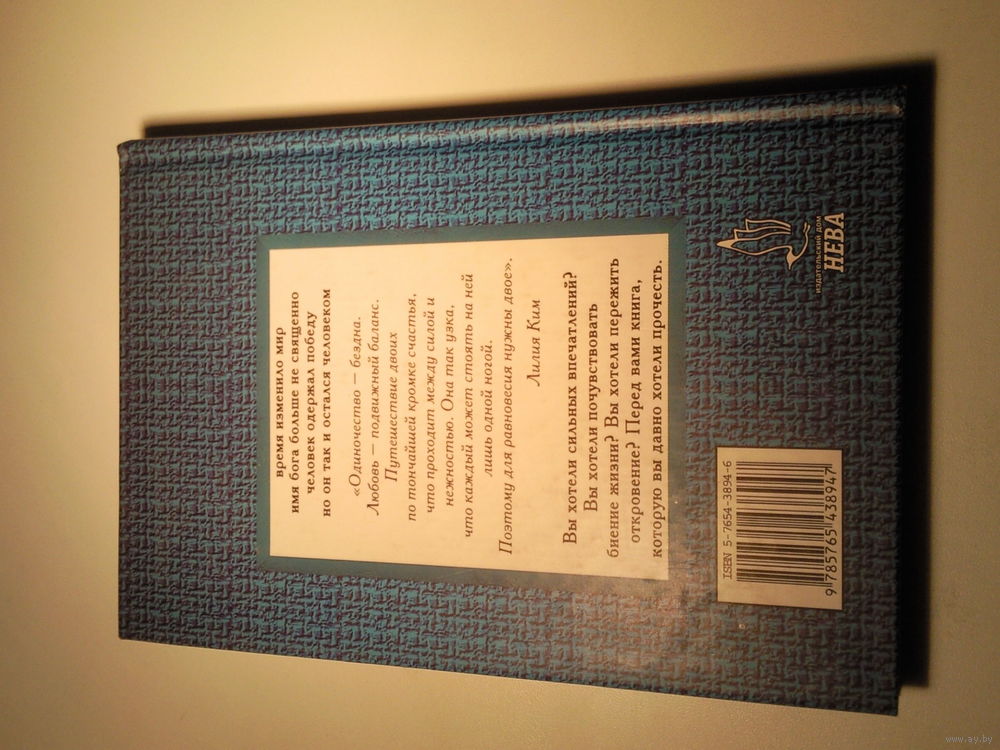 время изменило мир
имя бога больше не священно
человек одержал победу
но он так и остался человеком
«Одиночество — бездна.
Любовь — подвижный баланс.
Путешествие двоих
по тончайшей кромке счастья,
что проходит между силой и
нежностью. Она так узка,
что каждый может стоять на ней
лишь одной ногой.
Поэтому для равновесия нужны двое».
Лилия Ким
Вы хотели сильных впечатлений?
Вы хотели почувствовать
биение жизни? Вы хотели пережить
откровение? Перед вами книга,
которую вы давно хотели прочесть.
ISBN 5-7654-3894-6
9 785765 438947
издательский дом
НЕВА
www.ay.by